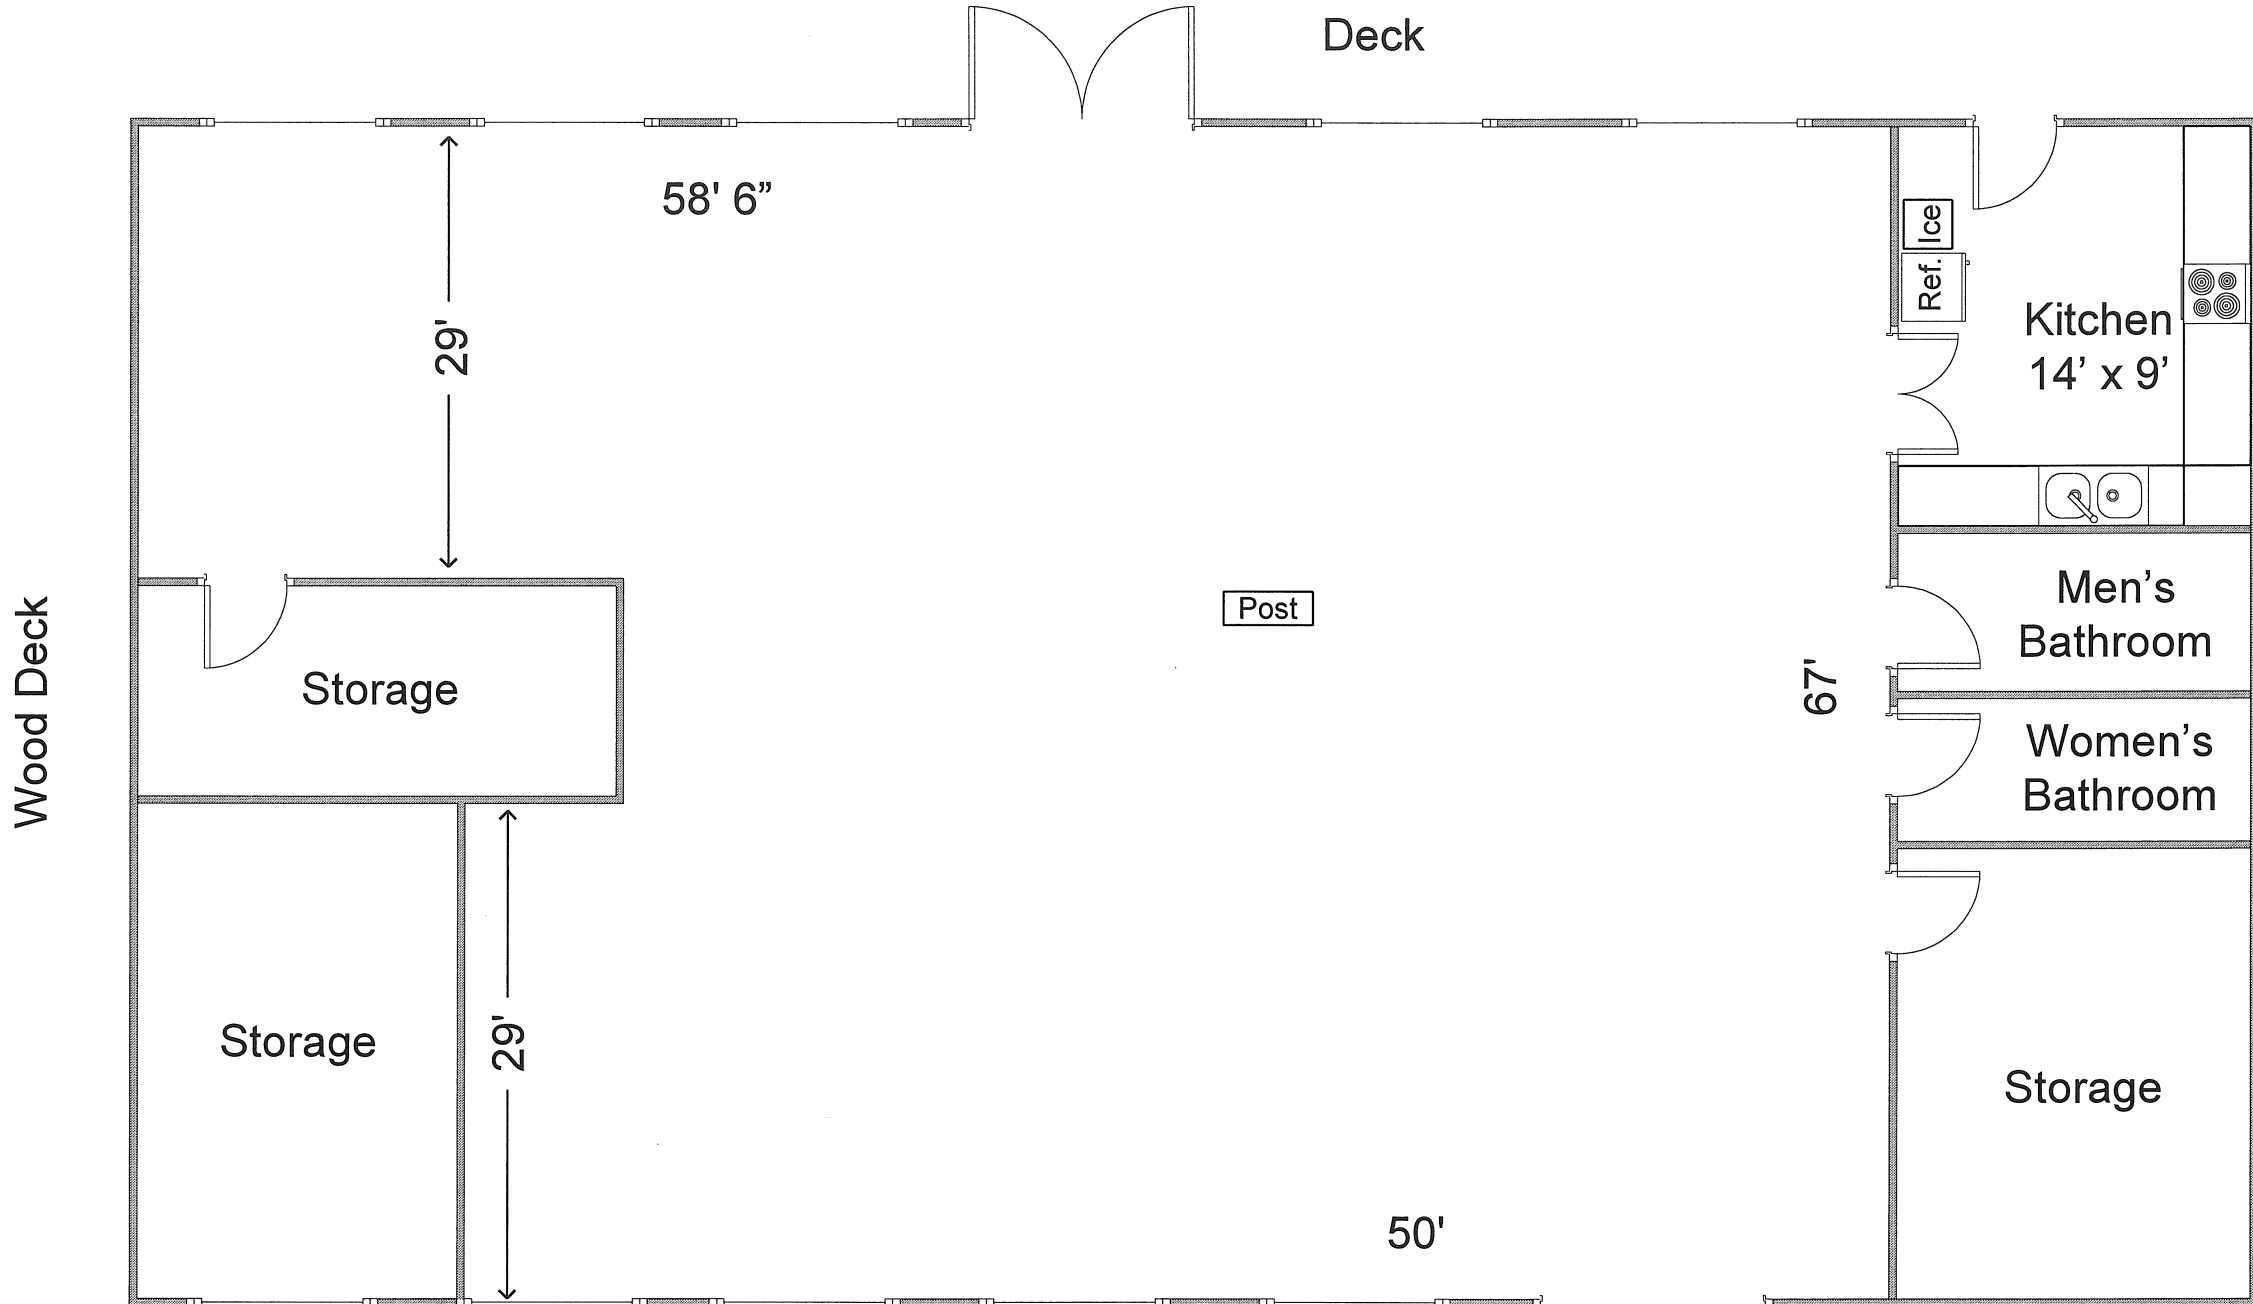 Deck
58' 6”
Ice
Ref.
29'
Kitchen
14’ x 9’
Post
Men’s
Bathroom
Storage
67'
Wood Deck
Women’s
Bathroom
Storage
29'
Storage
50'